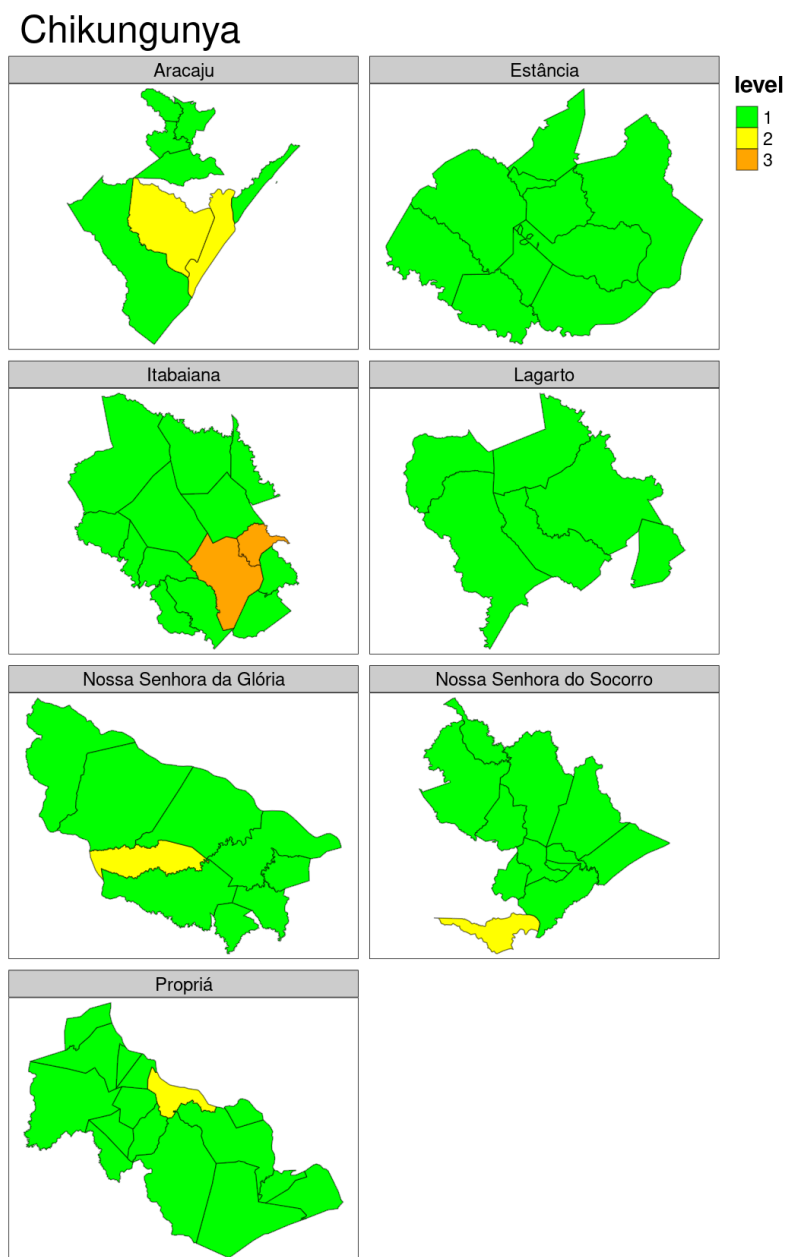 Chikungunya
Aracaju
Estância
level
1
2
3
Itabaiana
Lagarto
Nossa Senhora da Glória
Nossa Senhora do Socorro
Propriá